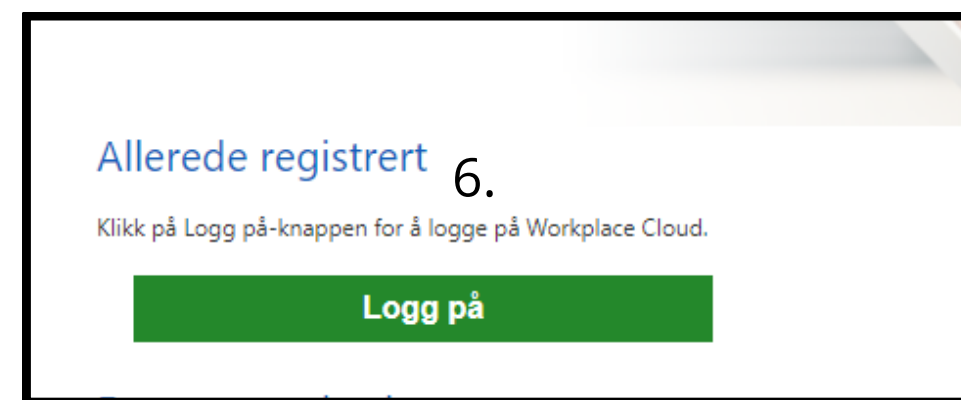 Allerede registrert
6.
Klikk på Logg på-knappen for å logge på Workplace Cloud.
Logg på